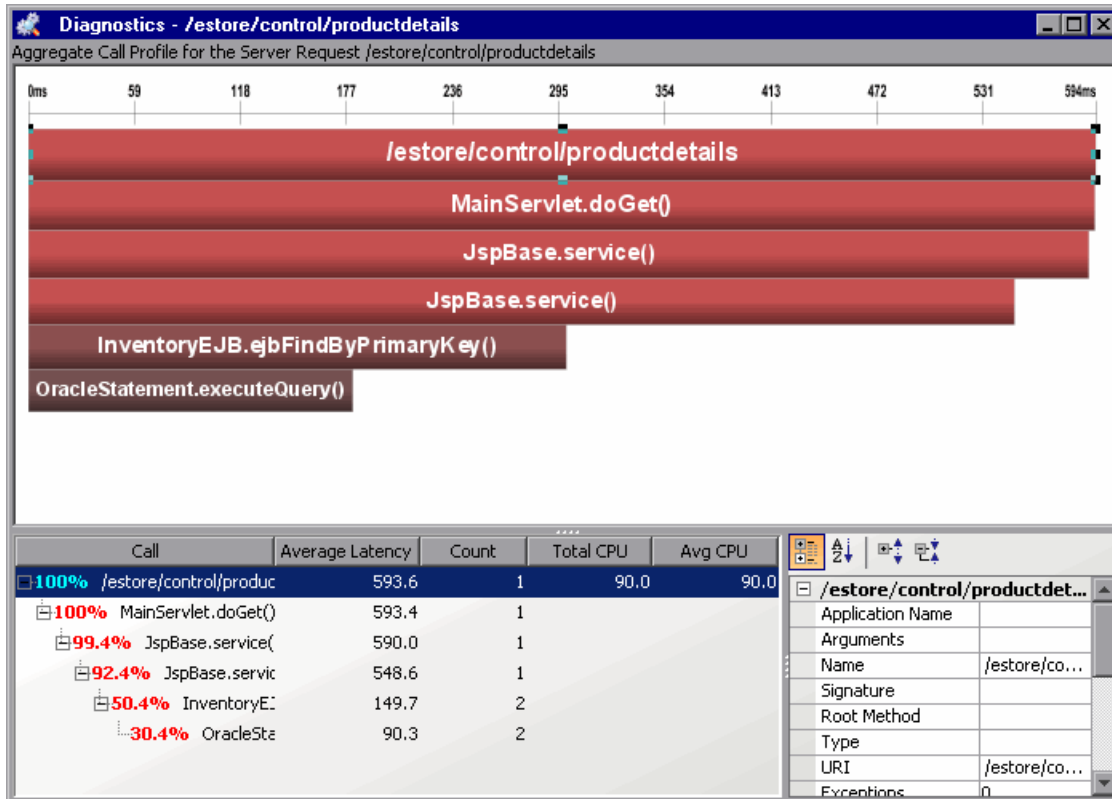 Diagnostics - /estore/control/productdetails
Aggregate Call Profile for the Server Request /estore/control/productdetails
0ms 59 118 177 236 295 354 413 472 531 594ms
/estore/control/productdetails
MainServlet.doGet()
JspBase.service()
JspBase.service()
InventoryEJB.ejbFindByPrimaryKey()
OracleStatement.executeQuery()
Call Average Latency Count Total CPU Avg CPU
100% /estore/control/produc 593.6 1 90.0 90.0
100% MainServlet.doGet() 593.4 1
99.4% JspBase.service( 590.0 1
92.4% JspBase.servic 548.6 1
50.4% InventoryEJ 149.7 2
30.4% OracleSta 90.3 2
/estore/control/productdet...
Application Name
Arguments
Name /estore/co...
Signature
Root Method
Type
URI /estore/co...
Exceptions 0